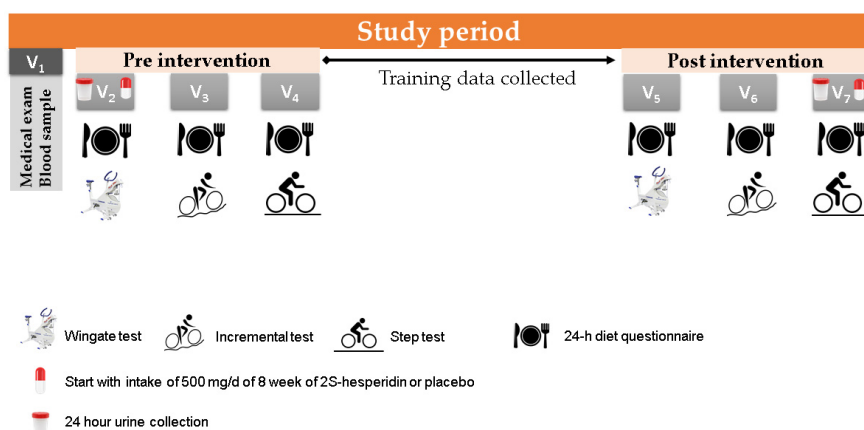 Study period
V1
Pre intervention
Post intervention
Training data collected
V2
V3
V4
V5
V6
V7
Medical exam
Blood sample
Wingate test
Incremental test
Step test
24-h diet questionnaire
Start with intake of 500 mg/d of 8 week of 2S-hesperidin or placebo
24 hour urine collection